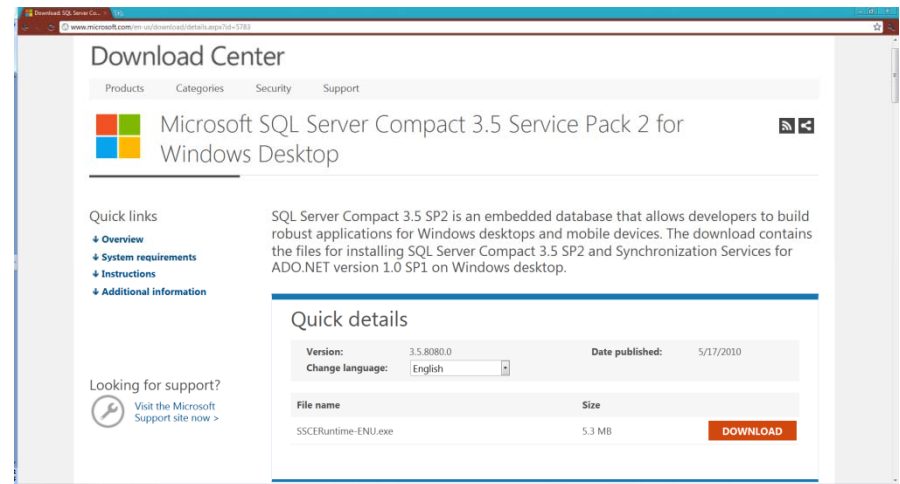 Download: SQL Server Co...
www.microsoft.com/en-us/download/details.aspx?id=5783
Download Center
Products Categories Security Support
Microsoft SQL Server Compact 3.5 Service Pack 2 for
Windows Desktop
Quick links
Overview
System requirements
Instructions
Additional information
SQL Server Compact 3.5 SP2 is an embedded database that allows developers to build
robust applications for Windows desktops and mobile devices. The download contains
the files for installing SQL Server Compact 3.5 SP2 and Synchronization Services for
ADO.NET version 1.0 SP1 on Windows desktop.
Quick details
Version: 3.5.8080.0 Date published: 5/17/2010
Change language: English
Looking for support?
Visit the Microsoft
Support site now >
File name Size
SSCERuntime-ENU.exe 5.3 MB DOWNLOAD